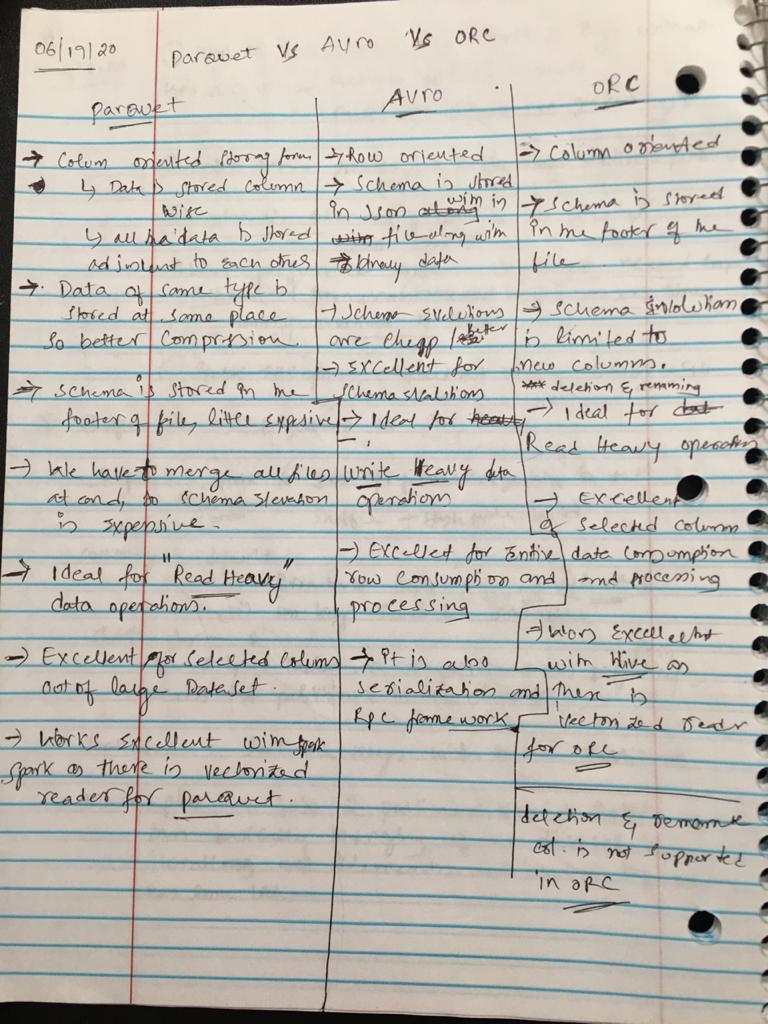 06/19/20
Parquet Vs Avro Vs ORC
Parquet
→ Colum oriented storag form
↳ Data is stored column
wise
↳ all the data is stored
adjusent to each other
→ Data of same type is
stored at same place
so better comprssion.
→ schema is stored in the
footer of file, little expesive
→ We have to merge all files
at end, so schema elevation
is expensive.
→ Ideal for "Read Heavy"
data operations.
→ Excellent for selected colums
out of large Dataset.
→ Works Excellent with spark
spark as there is vectorized
reader for parquet.
Avro
→ Row oriented
→ schema is stored
in Json with in
file along with
binary data
→ Schema evelutions
are cheap / better
→ Excellent for
schema evalutions
→ Ideal for
Write Heavy data
operations
→ Excellet for Entire
row consumption and
processing
→ It is also
serialization and
Rpc framework
ORC
→ Column oriented
→ schema is stored
in the footer of the
file
→ schema Evolution
is limited to
new columns.
deletion & renaming
→ Ideal for
Read Heavy operation
→ Excellent
of selected column
data consumption
and processing
→ Works Excellent
with Hive as
there is
vectorized reader
for ORC
deletion & rename
col. is not supported
in ORC